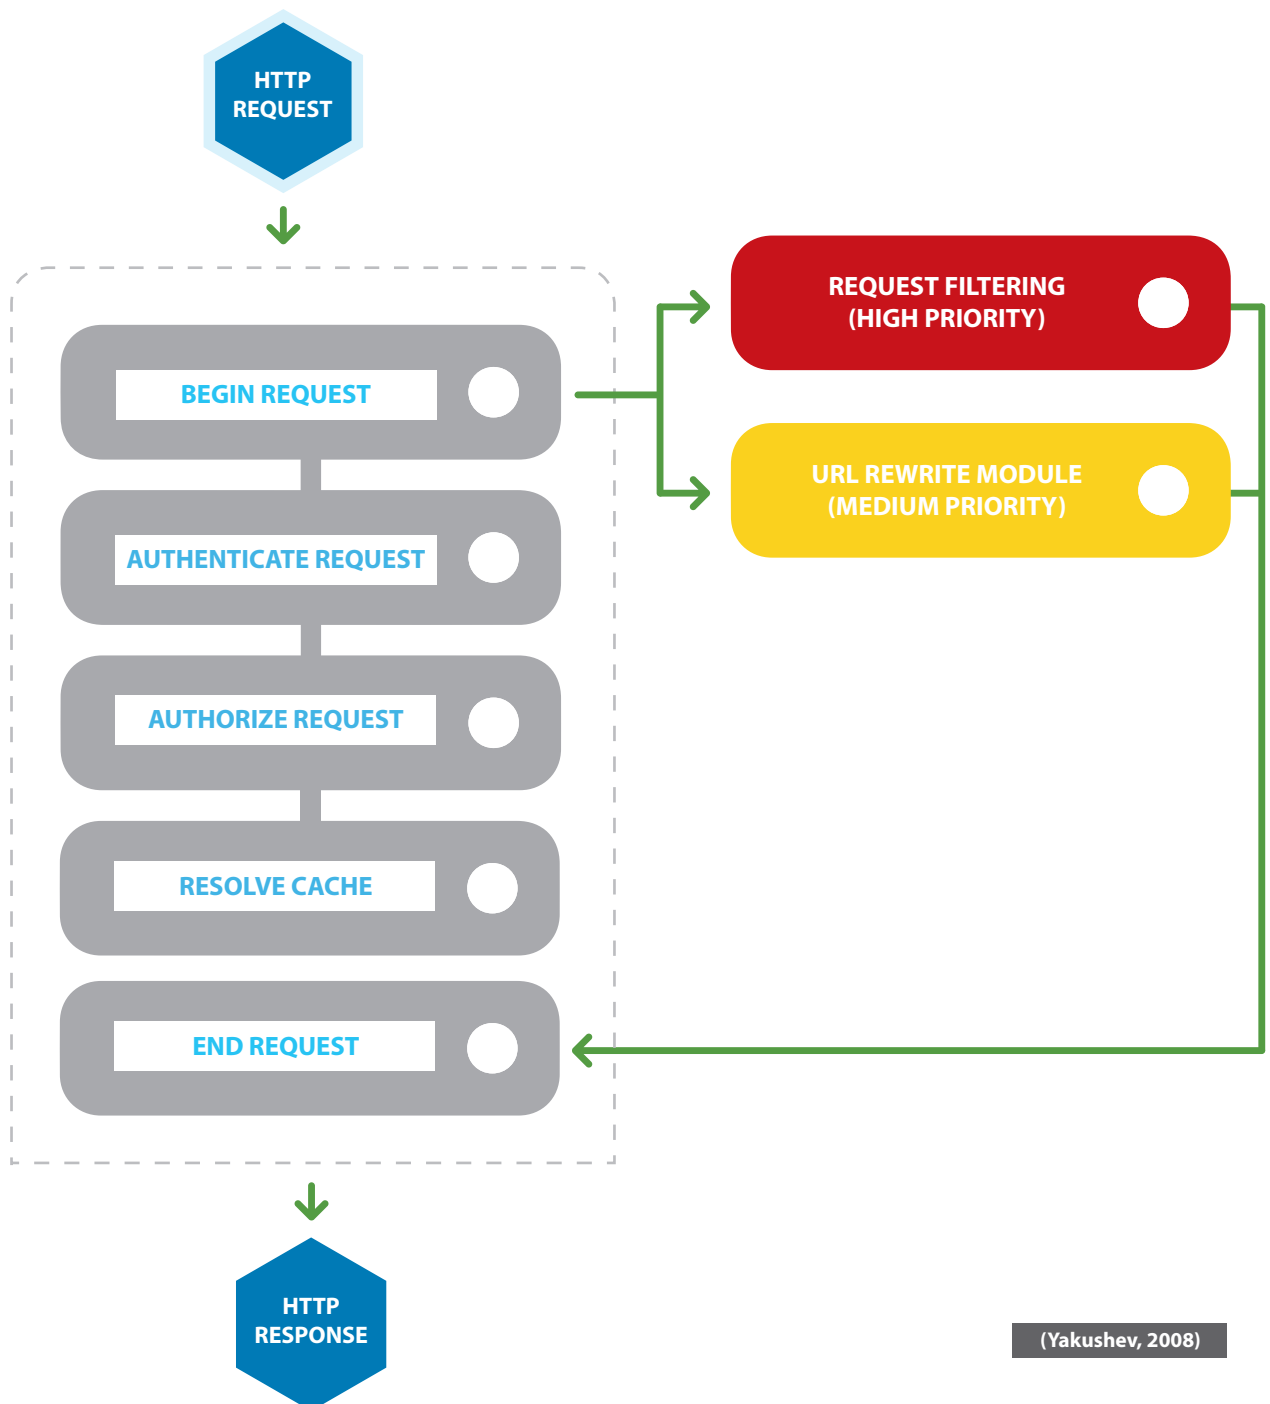 HTTP
REQUEST
REQUEST FILTERING
(HIGH PRIORITY)
BEGIN REQUEST
URL REWRITE MODULE
(MEDIUM PRIORITY)
AUTHENTICATE REQUEST
AUTHORIZE REQUEST
RESOLVE CACHE
END REQUEST
HTTP
RESPONSE
(Yakushev, 2008)